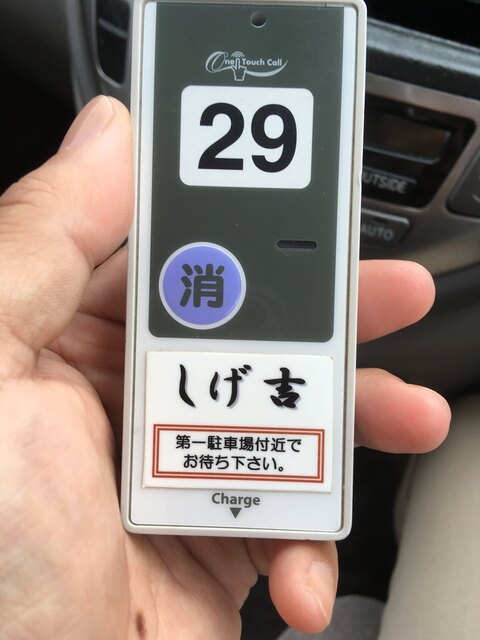 One Touch Call
29
OUTSIDE
AUTO
消
しげ吉
第一駐車場付近で
お待ち下さい。
Charge